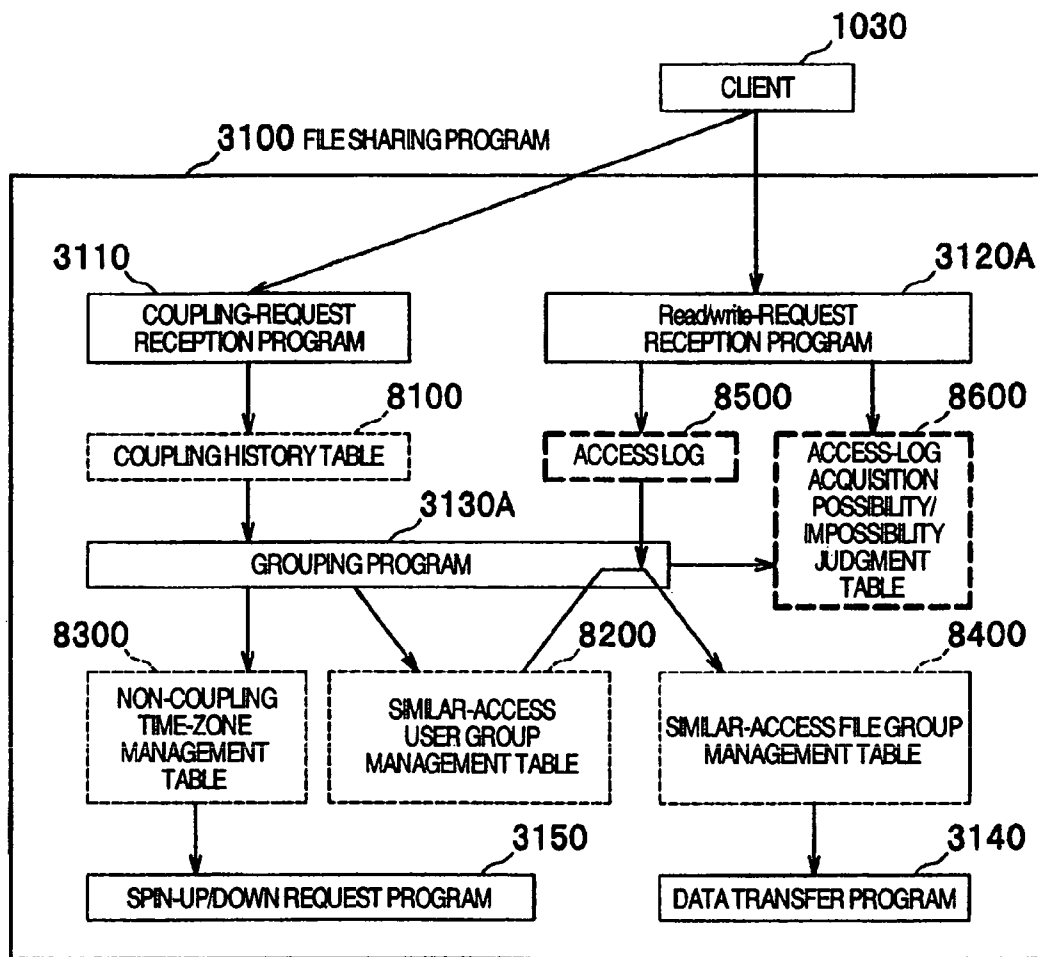 1030
CLIENT
3100 FILE SHARING PROGRAM
3110
COUPLING-REQUEST
RECEPTION PROGRAM
3120A
Read/write-REQUEST
RECEPTION PROGRAM
8100
COUPLING HISTORY TABLE
8500
ACCESS LOG
8600
ACCESS-LOG
ACQUISITION
POSSIBILITY/
IMPOSSIBILITY
JUDGMENT
TABLE
3130A
GROUPING PROGRAM
8300
NON-COUPLING
TIME-ZONE
MANAGEMENT
TABLE
8200
SIMILAR-ACCESS
USER GROUP
MANAGEMENT TABLE
8400
SIMILAR-ACCESS FILE GROUP
MANAGEMENT TABLE
3150
SPIN-UP/DOWN REQUEST PROGRAM
3140
DATA TRANSFER PROGRAM